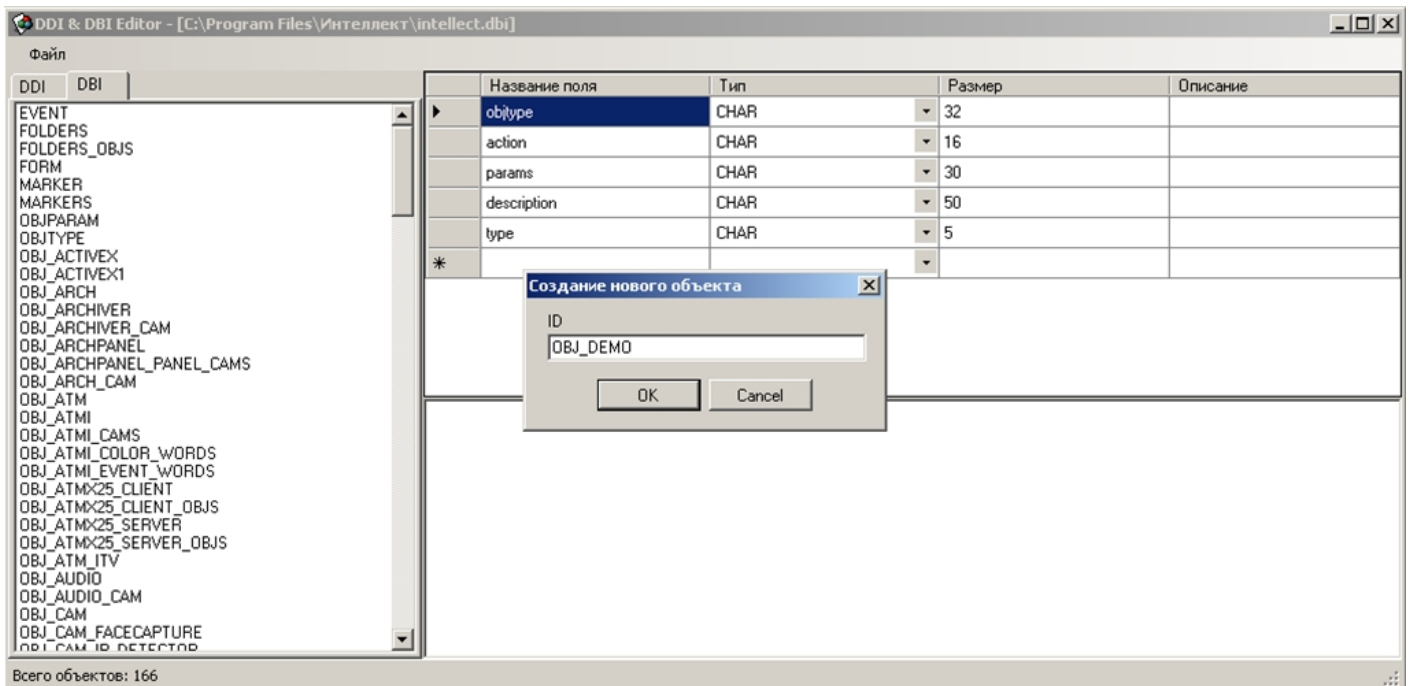 DDI & DBI Editor - [C:\Program Files\Интеллект\intellect.dbi]
Файл
DDI DBI
EVENT
FOLDERS
FOLDERS_OBJS
FORM
MARKER
MARKERS
OBJPARAM
OBJTYPE
OBJ_ACTIVEX
OBJ_ACTIVEX1
OBJ_ARCH
OBJ_ARCHIVER
OBJ_ARCHIVER_CAM
OBJ_ARCHPANEL
OBJ_ARCHPANEL_PANEL_CAMS
OBJ_ARCH_CAM
OBJ_ATM
OBJ_ATMI
OBJ_ATMI_CAMS
OBJ_ATMI_COLOR_WORDS
OBJ_ATMI_EVENT_WORDS
OBJ_ATMX25_CLIENT
OBJ_ATMX25_CLIENT_OBJS
OBJ_ATMX25_SERVER
OBJ_ATMX25_SERVER_OBJS
OBJ_ATM_ITV
OBJ_AUDIO
OBJ_AUDIO_CAM
OBJ_CAM
OBJ_CAM_FACECAPTURE
OBJ_CAM_IR_DETECTOR
Название поля Тип Размер Описание
objtype CHAR 32
action CHAR 16
params CHAR 30
description CHAR 50
type CHAR 5
Создание нового объекта
ID
OBJ_DEMO
OK Cancel
Всего объектов: 166